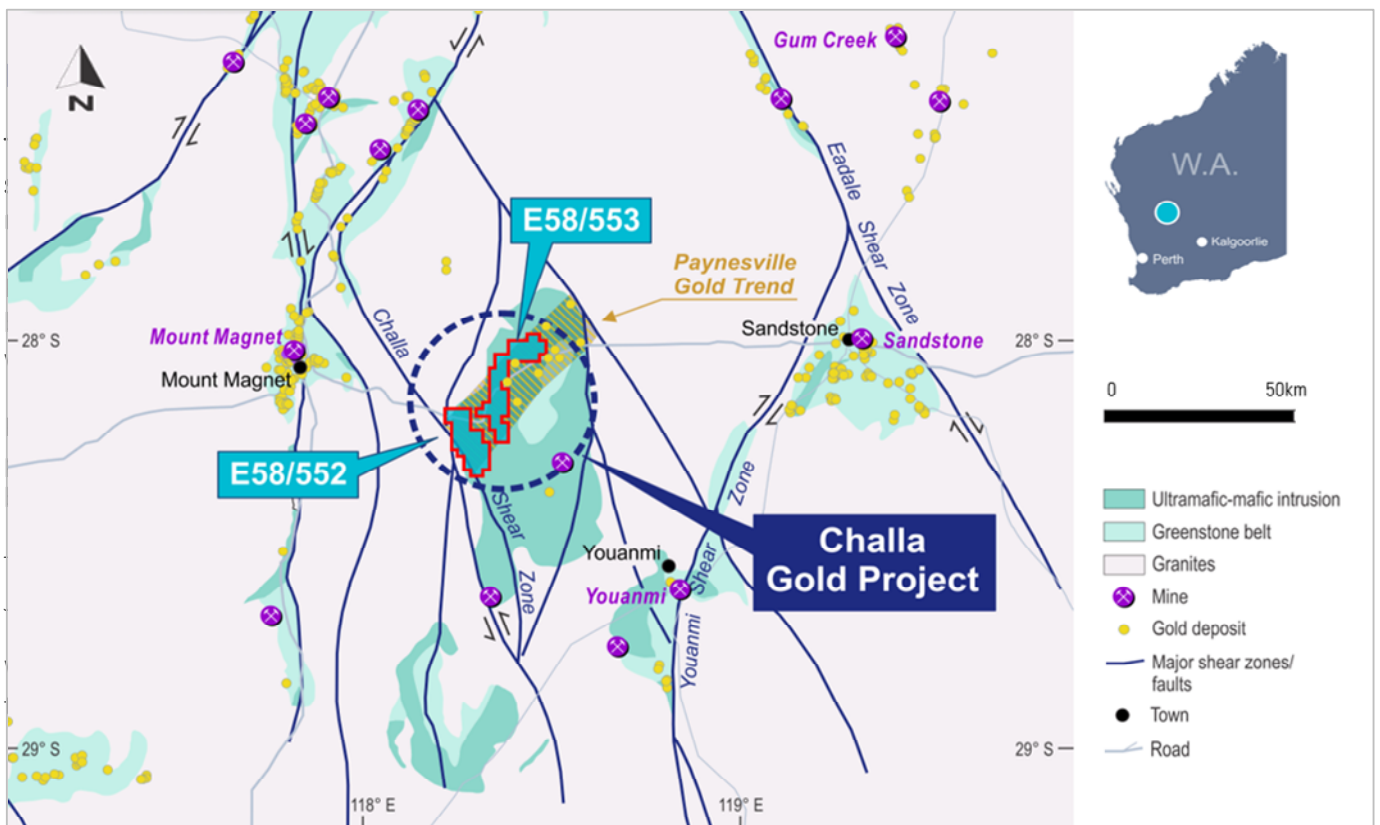 Gum Creek
N
W.A.
Kalgoorlie
Perth
E58/553
Eadale
Shear
Zone
Paynesville
Gold Trend
Challa
Shear
Zone
Mount Magnet
28° S
Mount Magnet
Sandstone
Sandstone
28° S
0 50km
E58/552
Zone
Shear
Youanmi
Challa
Gold Project
Youanmi
Youanmi
Ultramafic-mafic intrusion
Greenstone belt
Granites
Mine
Gold deposit
Major shear zones/
faults
Town
Road
29° S
29° S
118° E
119° E